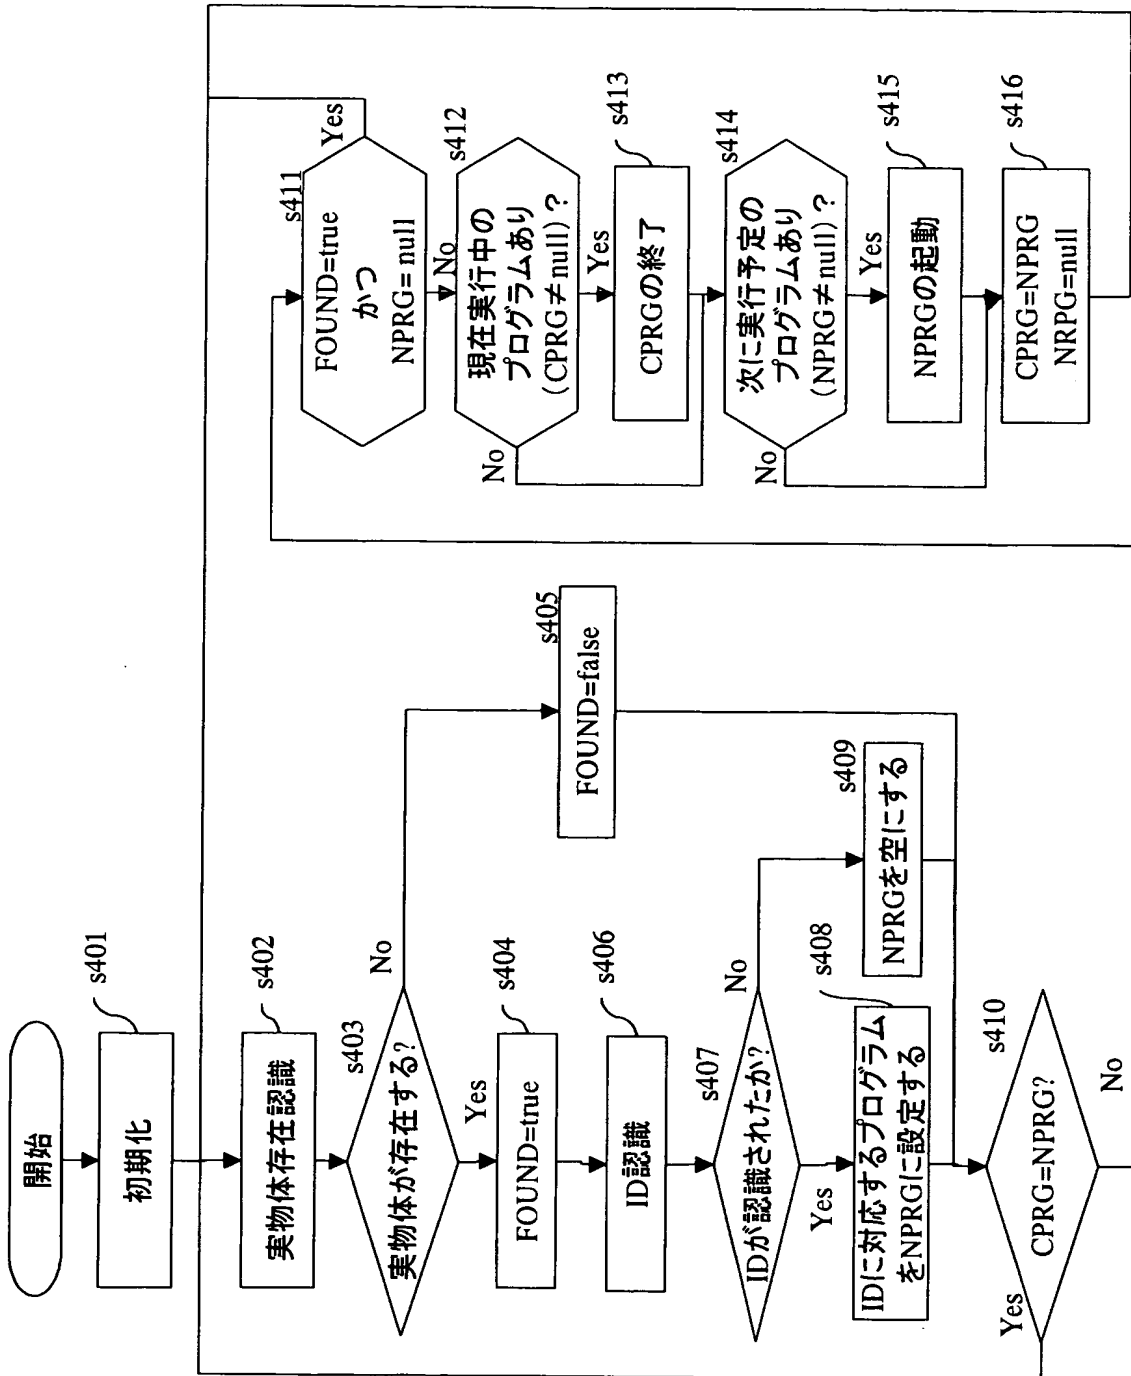 開始
s401
初期化
s402
実物体存在認識
s403
実物体が存在する?
No
Yes
s404
FOUND=true
s405
FOUND=false
s406
ID認識
s407
IDが認識されたか?
No
Yes
s408
IDに対応するプログラム
をNPRGに設定する
s409
NPRGを空にする
s410
CPRG=NPRG?
Yes
No
s411
FOUND=true
かつ
NPRG=null
Yes
No
s412
現在実行中の
プログラムあり
(CPRG≠null)?
No
Yes
s413
CPRGの終了
s414
次に実行予定の
プログラムあり
(NPRG≠null)?
No
Yes
s415
NPRGの起動
s416
CPRG=NPRG
NRPG=null